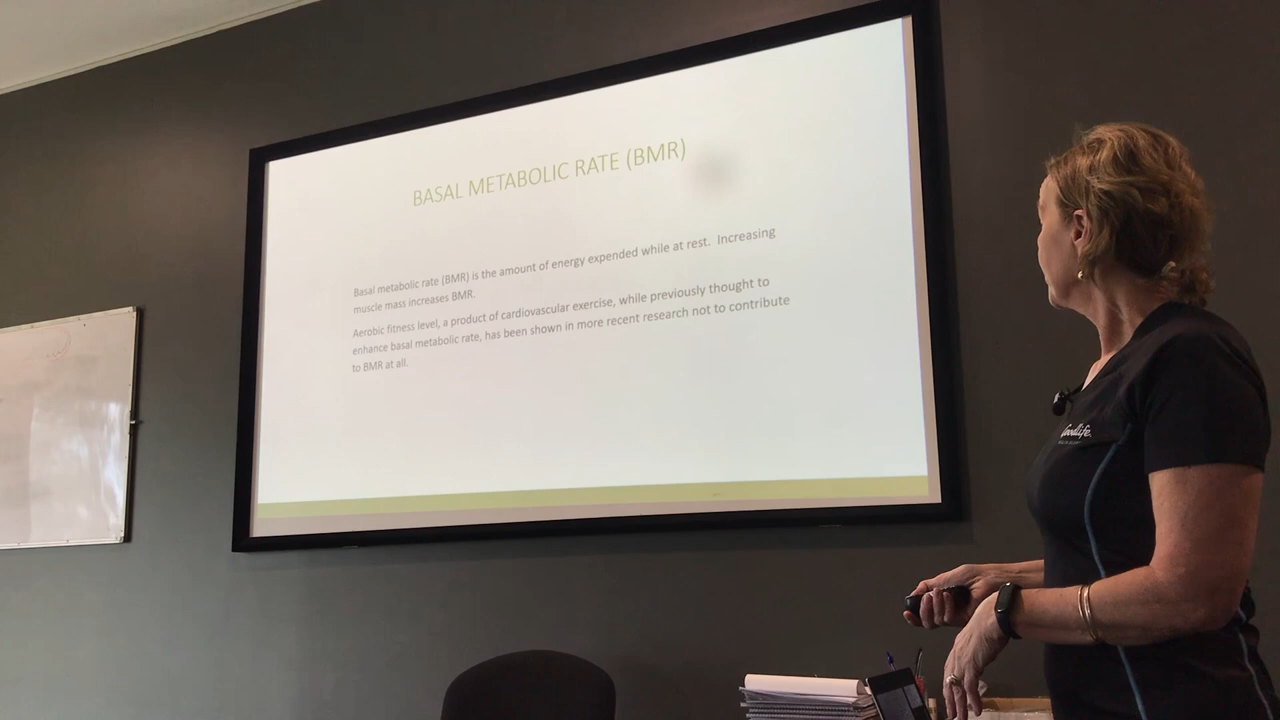 BASAL METABOLIC RATE (BMR)
Basal metabolic rate (BMR) is the amount of energy expended while at rest. Increasing
muscle mass increases BMR.
Aerobic fitness level, a product of cardiovascular exercise, while previously thought to
enhance basal metabolic rate, has been shown in more recent research not to contribute
to BMR at all.
Goodlife.